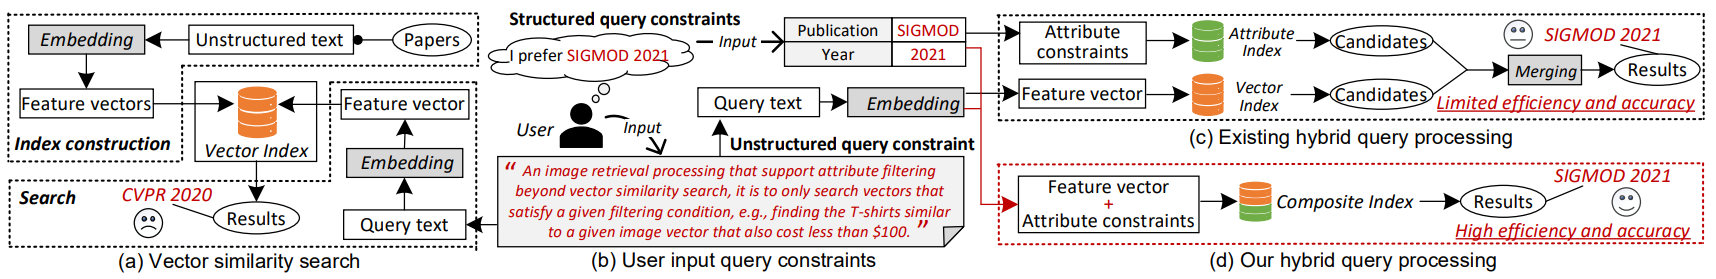 Embedding
Unstructured text
Papers
Feature vectors
Feature vector
Index construction
Vector Index
Embedding
Search
CVPR 2020
Results
Query text
(a) Vector similarity search
Structured query constraints
I prefer SIGMOD 2021
Input
Publication SIGMOD
Year 2021
User
Input
Query text
Embedding
Unstructured query constraint
“ An image retrieval processing that support attribute filtering
beyond vector similarity search, it is to only search vectors that
satisfy a given filtering condition, e.g., finding the T-shirts similar
to a given image vector that also cost less than $100. ”
(b) User input query constraints
Attribute
constraints
Attribute
Index
Candidates
SIGMOD 2021
Feature vector
Vector
Index
Candidates
Merging
Results
Limited efficiency and accuracy
(c) Existing hybrid query processing
Feature vector
+
Attribute constraints
Composite Index
Results
SIGMOD 2021
High efficiency and accuracy
(d) Our hybrid query processing